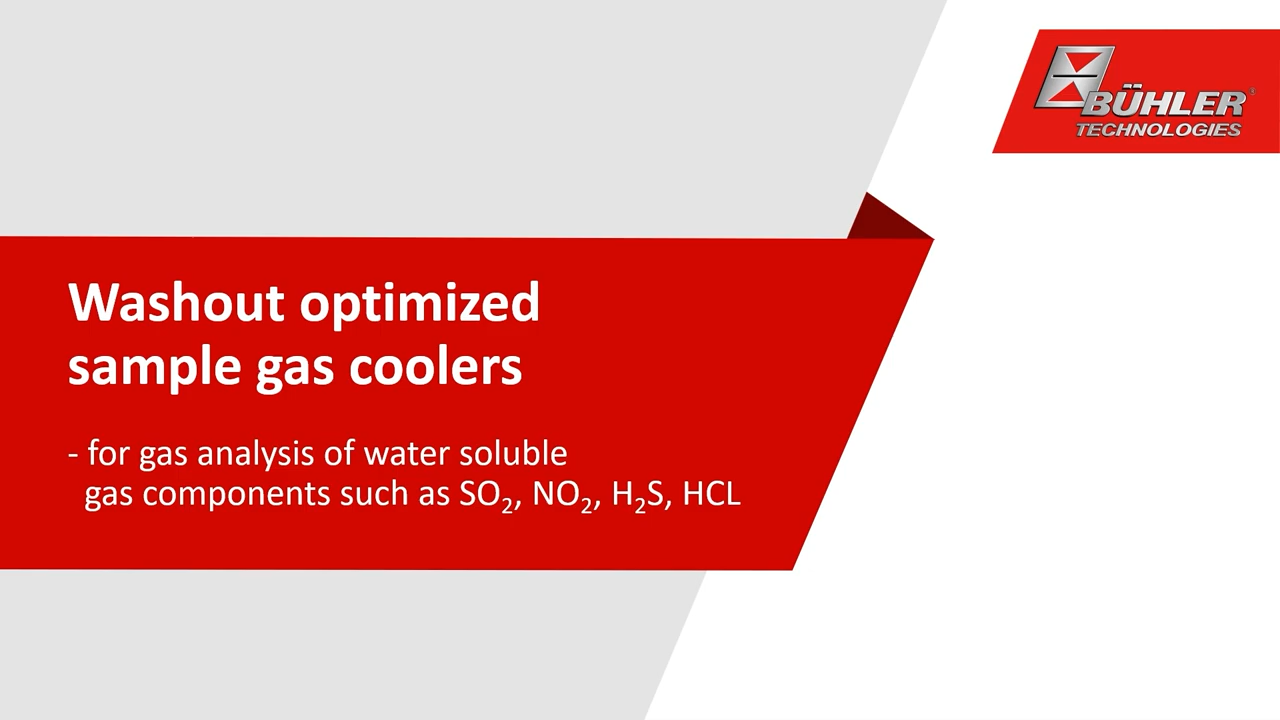 BÜHLER®
TECHNOLOGIES
Washout optimized
sample gas coolers
- for gas analysis of water soluble
gas components such as SO₂, NO₂, H₂S, HCL